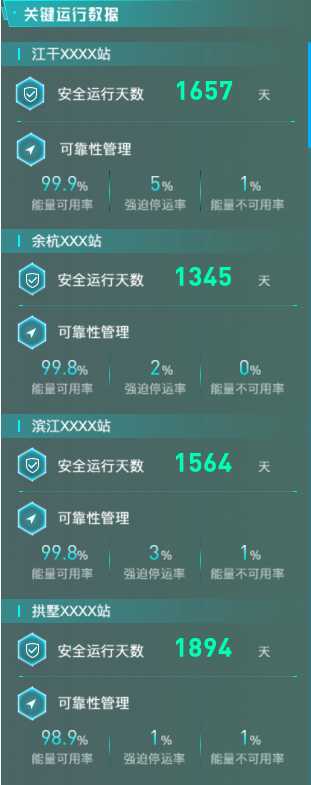 关键运行数据
江干XXXX站
安全运行天数 1657 天
可靠性管理
99.9% 5% 1%
能量可用率 强迫停运率 能量不可用率
余杭XXX站
安全运行天数 1345 天
可靠性管理
99.8% 2% 0%
能量可用率 强迫停运率 能量不可用率
滨江XXXX站
安全运行天数 1564 天
可靠性管理
99.8% 3% 1%
能量可用率 强迫停运率 能量不可用率
拱墅XXXX站
安全运行天数 1894 天
可靠性管理
98.9% 1% 1%
能量可用率 强迫停运率 能量不可用率